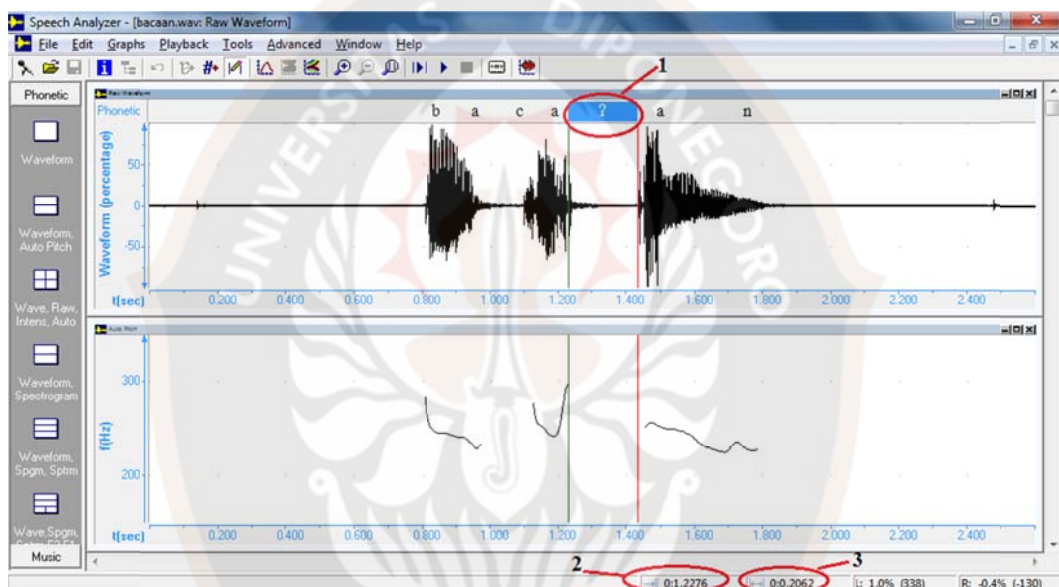 Speech Analyzer - [bacaan.wav: Raw Waveform]
File Edit Graphs Playback Tools Advanced Window Help
1
Phonetic
Raw Waveform
Phonetic b a c a ? a n
Waveform
Waveform, Auto Pitch
Wave, Raw, Intens, Auto
Waveform, Spectrogram
Waveform, Spgm, Sptrm
Wave,Spgm,
Music
Waveform (percentage)
50
0
-50
t(sec) 0.200 0.400 0.600 0.800 1.000 1.200 1.400 1.600 1.800 2.000 2.200 2.400
Auto Pitch
f(Hz)
300
200
t(sec) 0.200 0.400 0.600 0.800 1.000 1.200 1.400 1.600 1.800 2.000 2.200 2.400
2 3
0:1.2276 0:0.2062 L: 1.0% (338) R: -0.4% (-130)
UNIVERSITAS DIPONEGORO